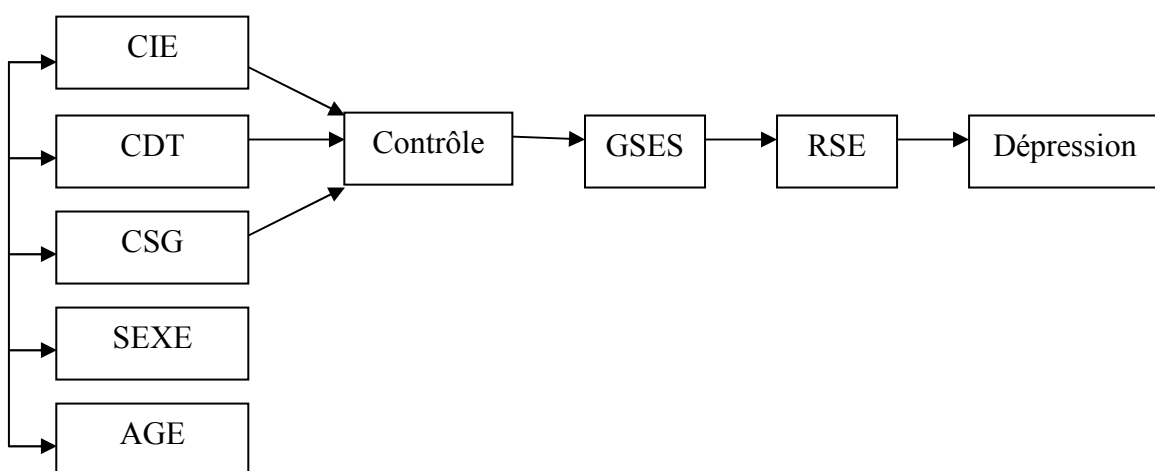 CIE
CDT
CSG
SEXE
AGE
Contrôle
GSES
RSE
Dépression